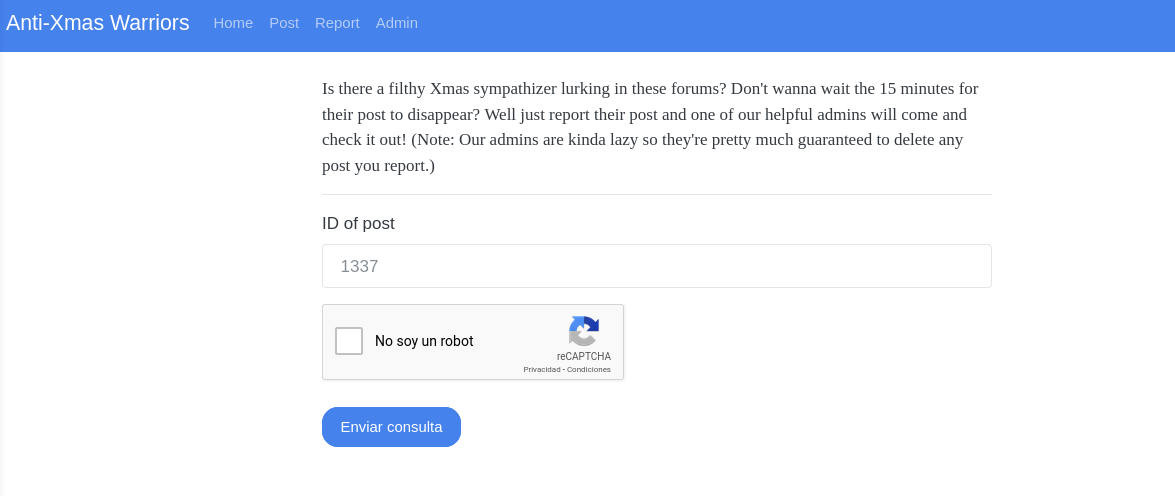 Anti-Xmas Warriors Home Post Report Admin
Is there a filthy Xmas sympathizer lurking in these forums? Don't wanna wait the 15 minutes for
their post to disappear? Well just report their post and one of our helpful admins will come and
check it out! (Note: Our admins are kinda lazy so they're pretty much guaranteed to delete any
post you report.)
ID of post
1337
No soy un robot
reCAPTCHA
Privacidad - Condiciones
Enviar consulta